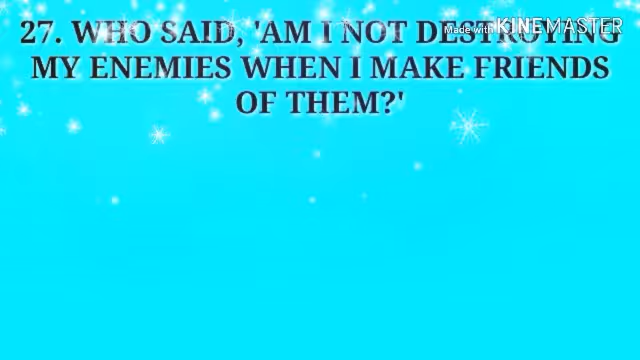 Made with KINEMASTER
27. WHO SAID, 'AM I NOT DESTROYING
MY ENEMIES WHEN I MAKE FRIENDS
OF THEM?'